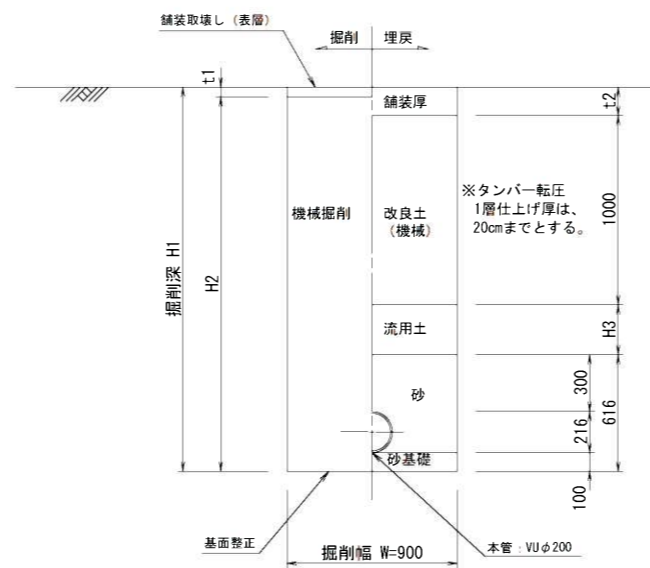 舗装取壊し（表層）
掘削 埋戻
t1
舗装厚
t2
掘削深 H1
H2
機械掘削
改良土
（機械）
※タンパー転圧
1層仕上げ厚は、
20cmまでとする。
1000
流用土
H3
砂
300
616
216
砂基礎
100
基面整正
掘削幅 W=900
本管：VUφ200